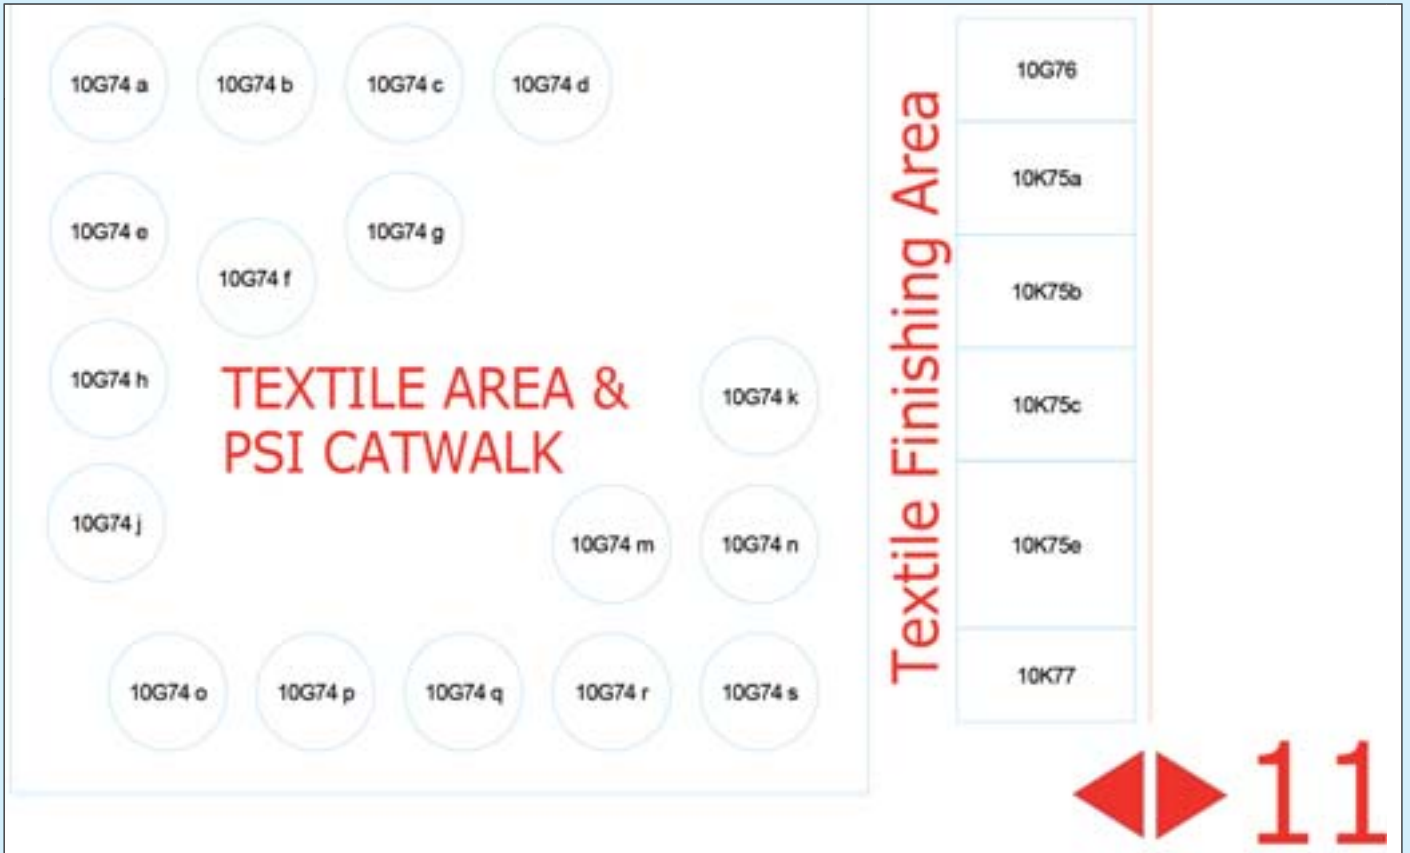 10G74 a
10G74 b
10G74 c
10G74 d
10G74 e
10G74 f
10G74 g
10G74 h
TEXTILE AREA &
PSI CATWALK
10G74 k
10G74 j
10G74 m
10G74 n
10G74 o
10G74 p
10G74 q
10G74 r
10G74 s
Textile Finishing Area
10G76
10K75a
10K75b
10K75c
10K75e
10K77
11